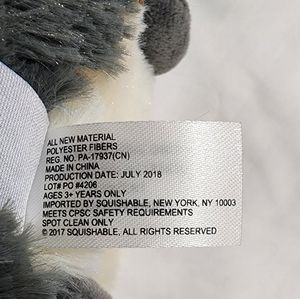 ALL NEW MATERIAL
POLYESTER FIBERS
REG. NO. PA-17937(CN)
MADE IN CHINA
PRODUCTION DATE: JULY 2018
LOT# PO #4206
AGES 3+ YEARS ONLY
IMPORTED BY SQUISHABLE, NEW YORK, NY 10003
MEETS CPSC SAFETY REQUIREMENTS
SPOT CLEAN ONLY
© 2017 SQUISHABLE, ALL RIGHTS RESERVED